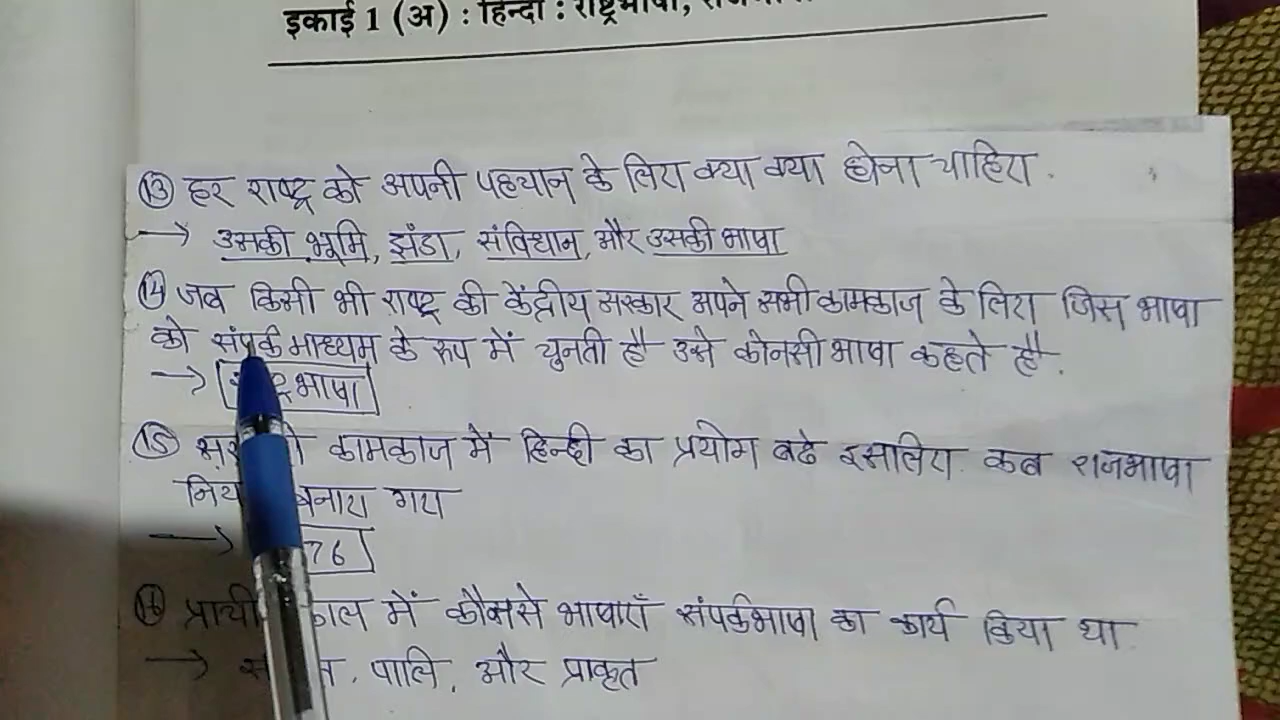 इकाई 1 (अ) : हिन्दी : राष्ट्रभाषा,
(13) हर राष्ट्र को अपनी पहचान के लिए क्या क्या होना चाहिए.
→ उसकी भूमि, झंडा, संविधान, और उसकी भाषा
(14) जब किसी भी राष्ट्र की केंद्रीय सरकार अपने सभी कामकाज के लिए जिस भाषा
को संपर्क माध्यम के रूप में चुनती है उसे कोनसी भाषा कहते है.
→ भाषा
(15) कामकाज में हिन्दी का प्रयोग बढे इसलिए कब राजभाषा
बनाए गए
→ 76
(16) में कौनसे भाषाएँ संपर्कभाषा का कार्य किया था
→ पालि, और प्राकृत